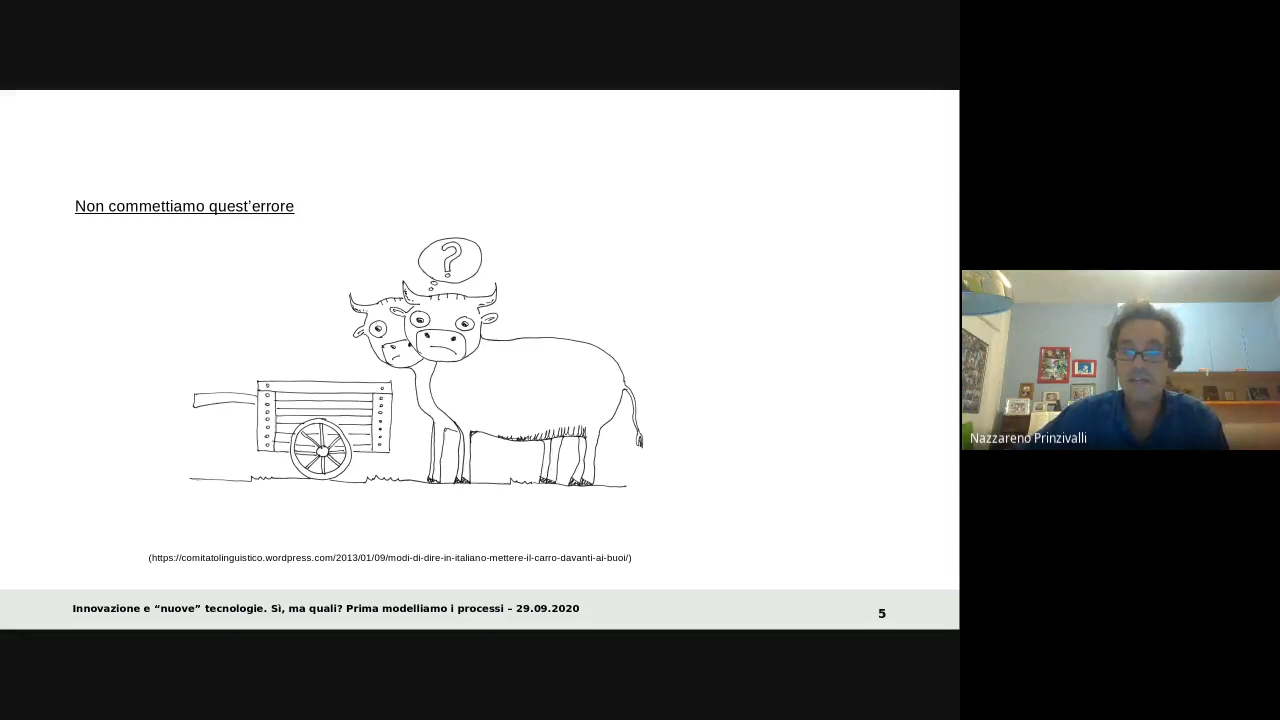 Non commettiamo quest’errore
?
(https://comitatolinguistico.wordpress.com/2013/01/09/modi-di-dire-in-italiano-mettere-il-carro-davanti-ai-buoi/)
Innovazione e “nuove” tecnologie. Sì, ma quali? Prima modelliamo i processi – 29.09.2020
5
Nazzareno Prinzivalli